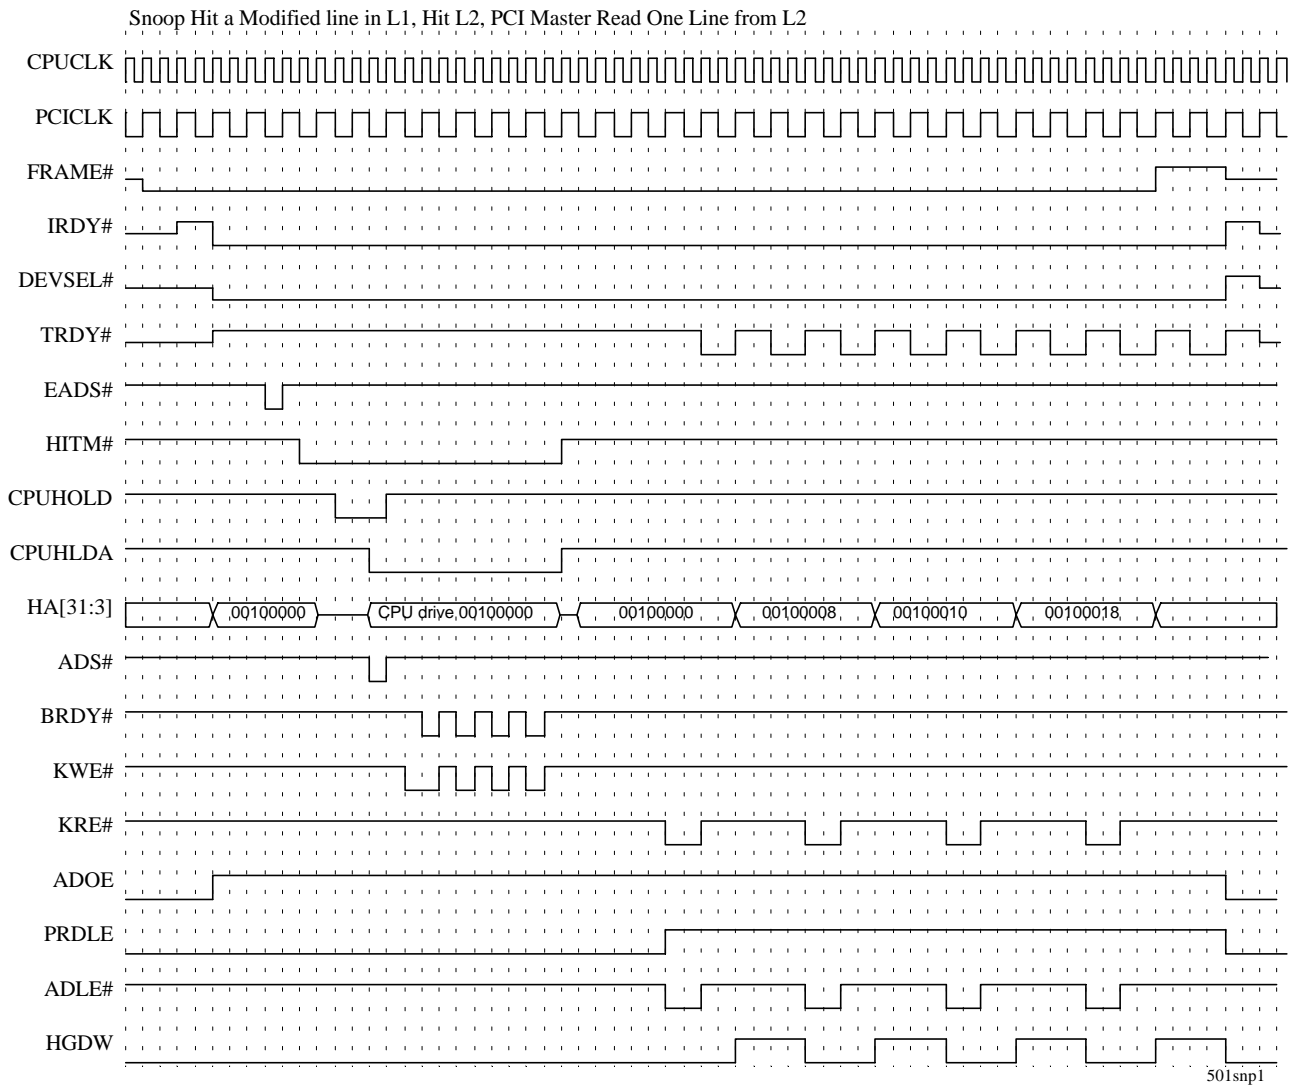 Snoop Hit a Modified line in L1, Hit L2, PCI Master Read One Line from L2
CPUCLK
PCICLK
FRAME#
IRDY#
DEVSEL#
TRDY#
EADS#
HITM#
CPUHOLD
CPUHLDA
HA[31:3] 00100000 CPU drive 00100000 00100000 00100008 00100010 00100018
ADS#
BRDY#
KWE#
KRE#
ADOE
PRDLE
ADLE#
HGDW
501snp1